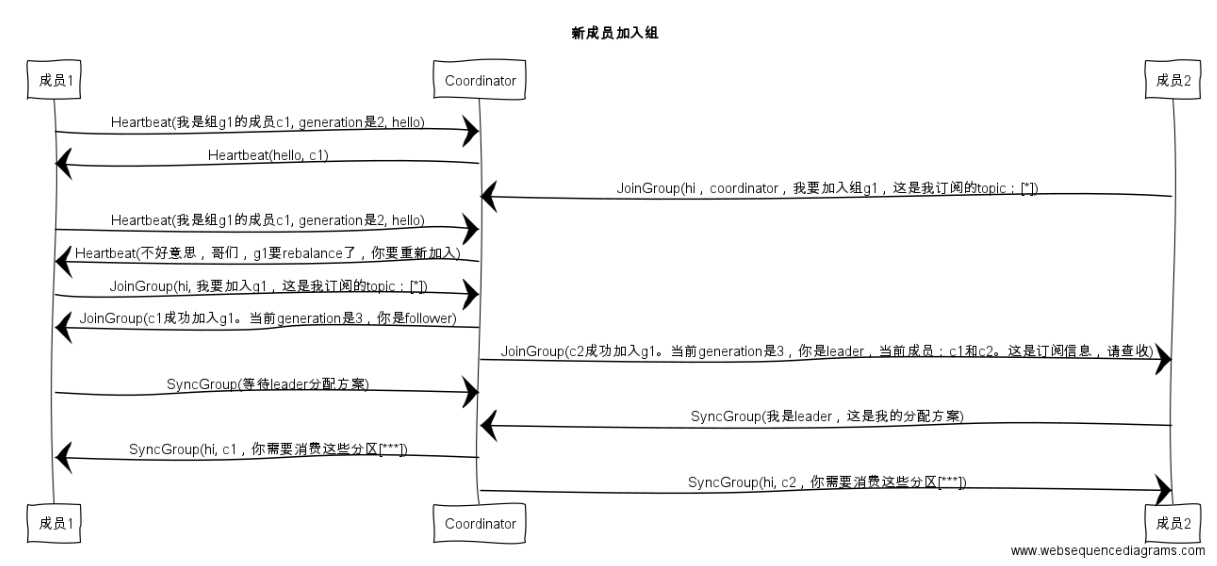 新成员加入组
成员1
Coordinator
成员2
Heartbeat(我是组g1的成员c1, generation是2, hello)
Heartbeat(hello, c1)
JoinGroup(hi，coordinator，我要加入组g1，这是我订阅的topic：[*])
Heartbeat(我是组g1的成员c1, generation是2, hello)
Heartbeat(不好意思，哥们，g1要rebalance了，你要重新加入)
JoinGroup(hi, 我要加入g1，这是我订阅的topic：[*])
JoinGroup(c1成功加入g1。当前generation是3，你是follower)
JoinGroup(c2成功加入g1。当前generation是3，你是leader，当前成员：c1和c2。这是订阅信息，请查收)
SyncGroup(等待leader分配方案)
SyncGroup(我是leader，这是我的分配方案)
SyncGroup(hi, c1，你需要消费这些分区[***])
SyncGroup(hi, c2，你需要消费这些分区[***])
成员1
Coordinator
成员2
www.websequencediagrams.com